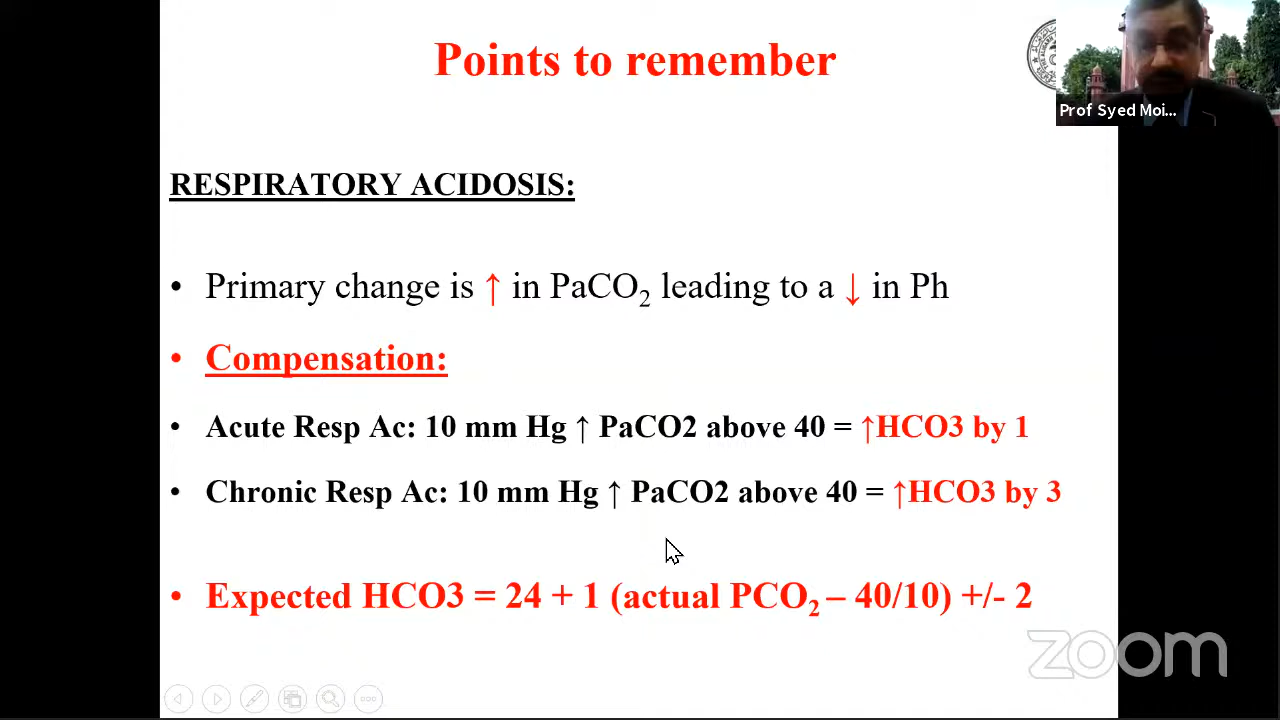 Points to remember
Prof Syed Moi...
RESPIRATORY ACIDOSIS:
• Primary change is ↑ in PaCO₂ leading to a ↓ in Ph
• Compensation:
• Acute Resp Ac: 10 mm Hg ↑ PaCO2 above 40 = ↑HCO3 by 1
• Chronic Resp Ac: 10 mm Hg ↑ PaCO2 above 40 = ↑HCO3 by 3
• Expected HCO3 = 24 + 1 (actual PCO₂ – 40/10) +/- 2
zoom